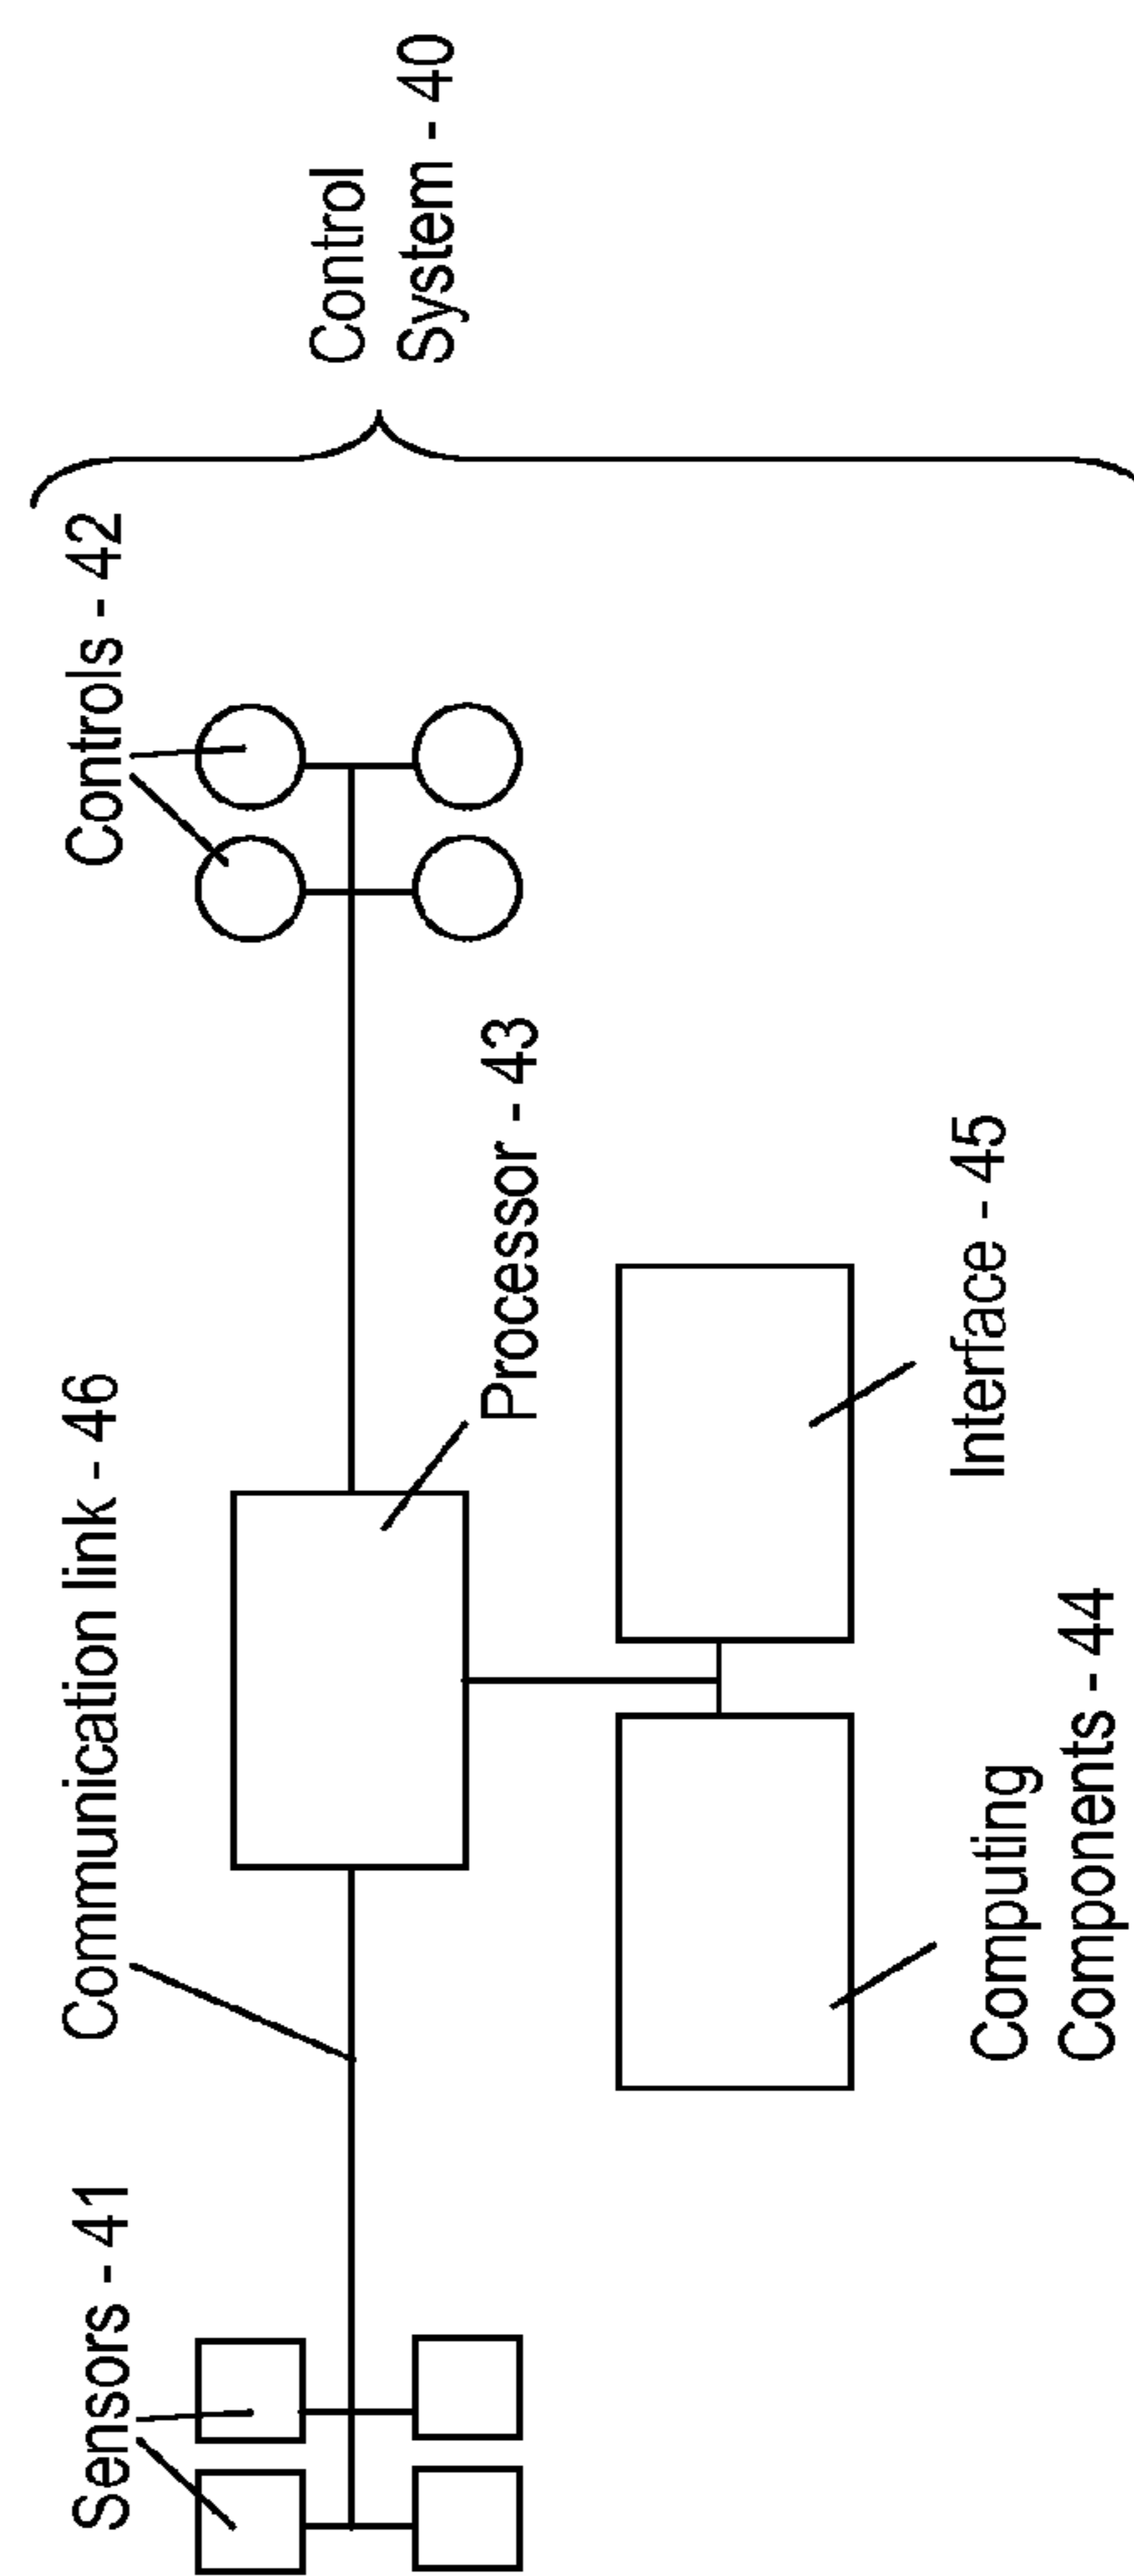 Sensors - 41
Communication link - 46
Controls - 42
Control
System - 40
Processor - 43
Computing
Components - 44
Interface - 45